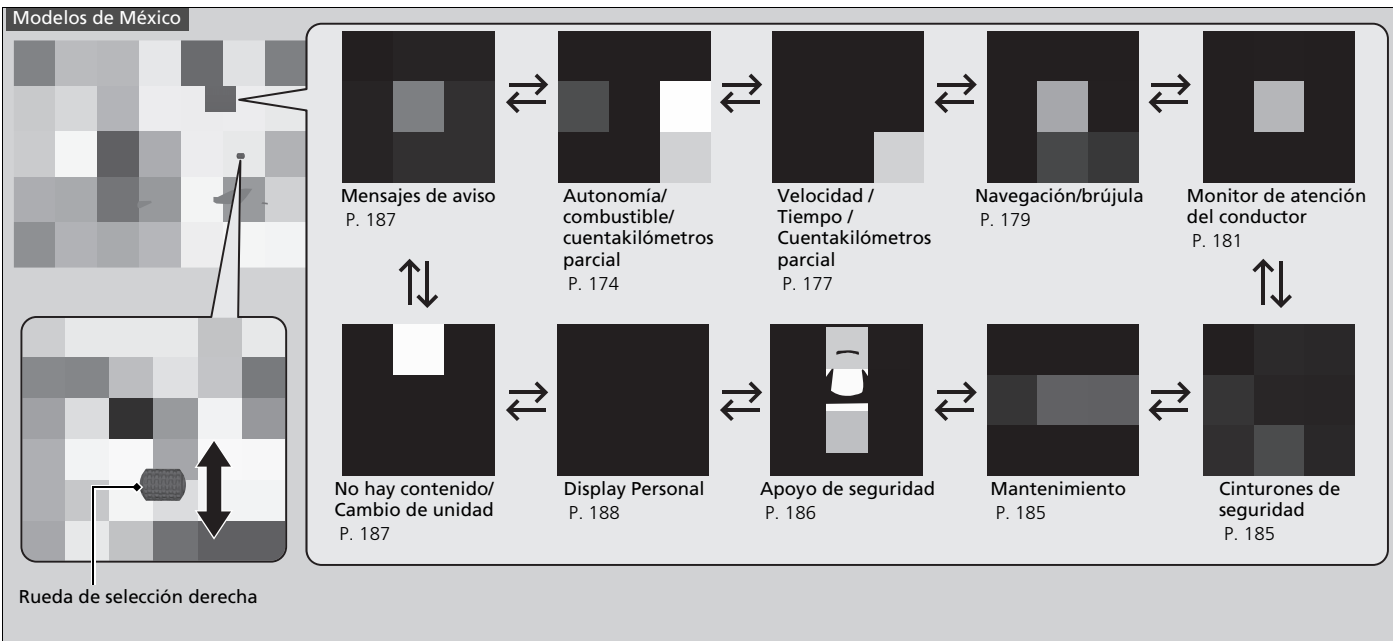 Modelos de México
Mensajes de aviso
P. 187
Autonomía/
combustible/
cuentakilómetros
parcial
P. 174
Velocidad /
Tiempo /
Cuentakilómetros
parcial
P. 177
Navegación/brújula
P. 179
Monitor de atención
del conductor
P. 181
No hay contenido/
Cambio de unidad
P. 187
Display Personal
P. 188
Apoyo de seguridad
P. 186
Mantenimiento
P. 185
Cinturones de
seguridad
P. 185
Rueda de selección derecha